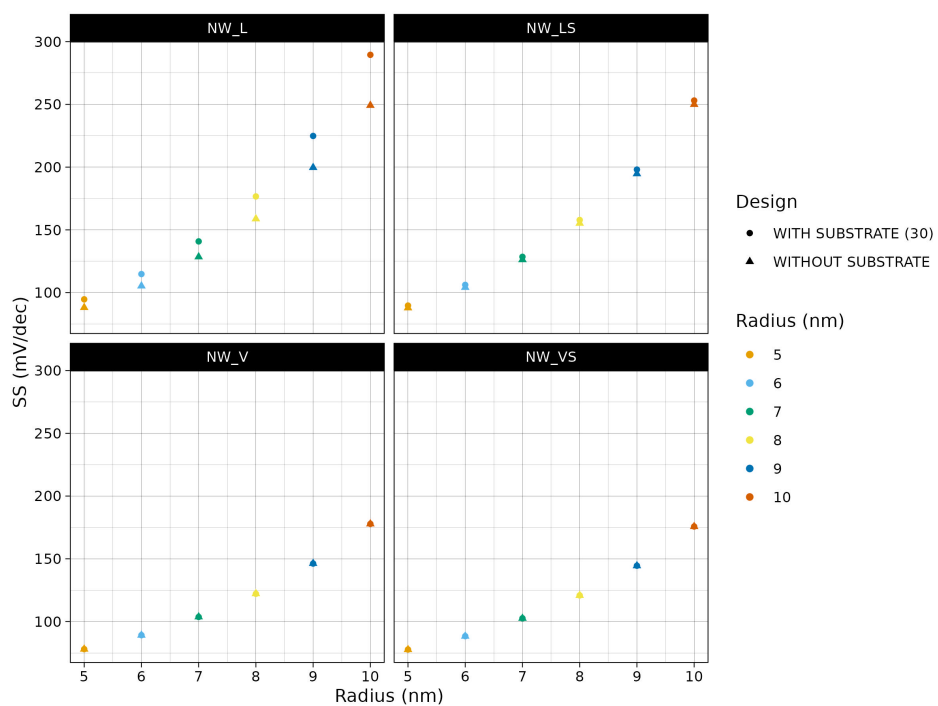 NW_L
NW_LS
300
250
200
150
100
NW_V
NW_VS
300
250
200
150
100
5 6 7 8 9 10
5 6 7 8 9 10
Radius (nm)
SS (mV/dec)
Design
WITH SUBSTRATE (30)
WITHOUT SUBSTRATE
Radius (nm)
5
6
7
8
9
10